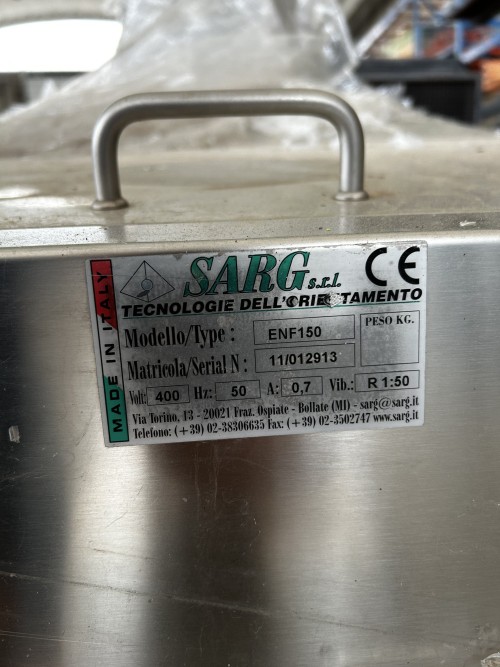 MADE IN ITALY
SARG s.r.l.
CE
TECNOLOGIE DELL'ORIENTAMENTO
Modello/Type : ENF150
PESO KG.
Matricola/Serial N : 11/012913
Volt: 400 Hz: 50 A: 0,7 Vib.: R 1:50
Via Torino, 13 - 20021 Fraz. Ospiate - Bollate (MI) - sarg@sarg.it
Telefono: (+39) 02-38306635 Fax: (+39) 02-3502747 www.sarg.it